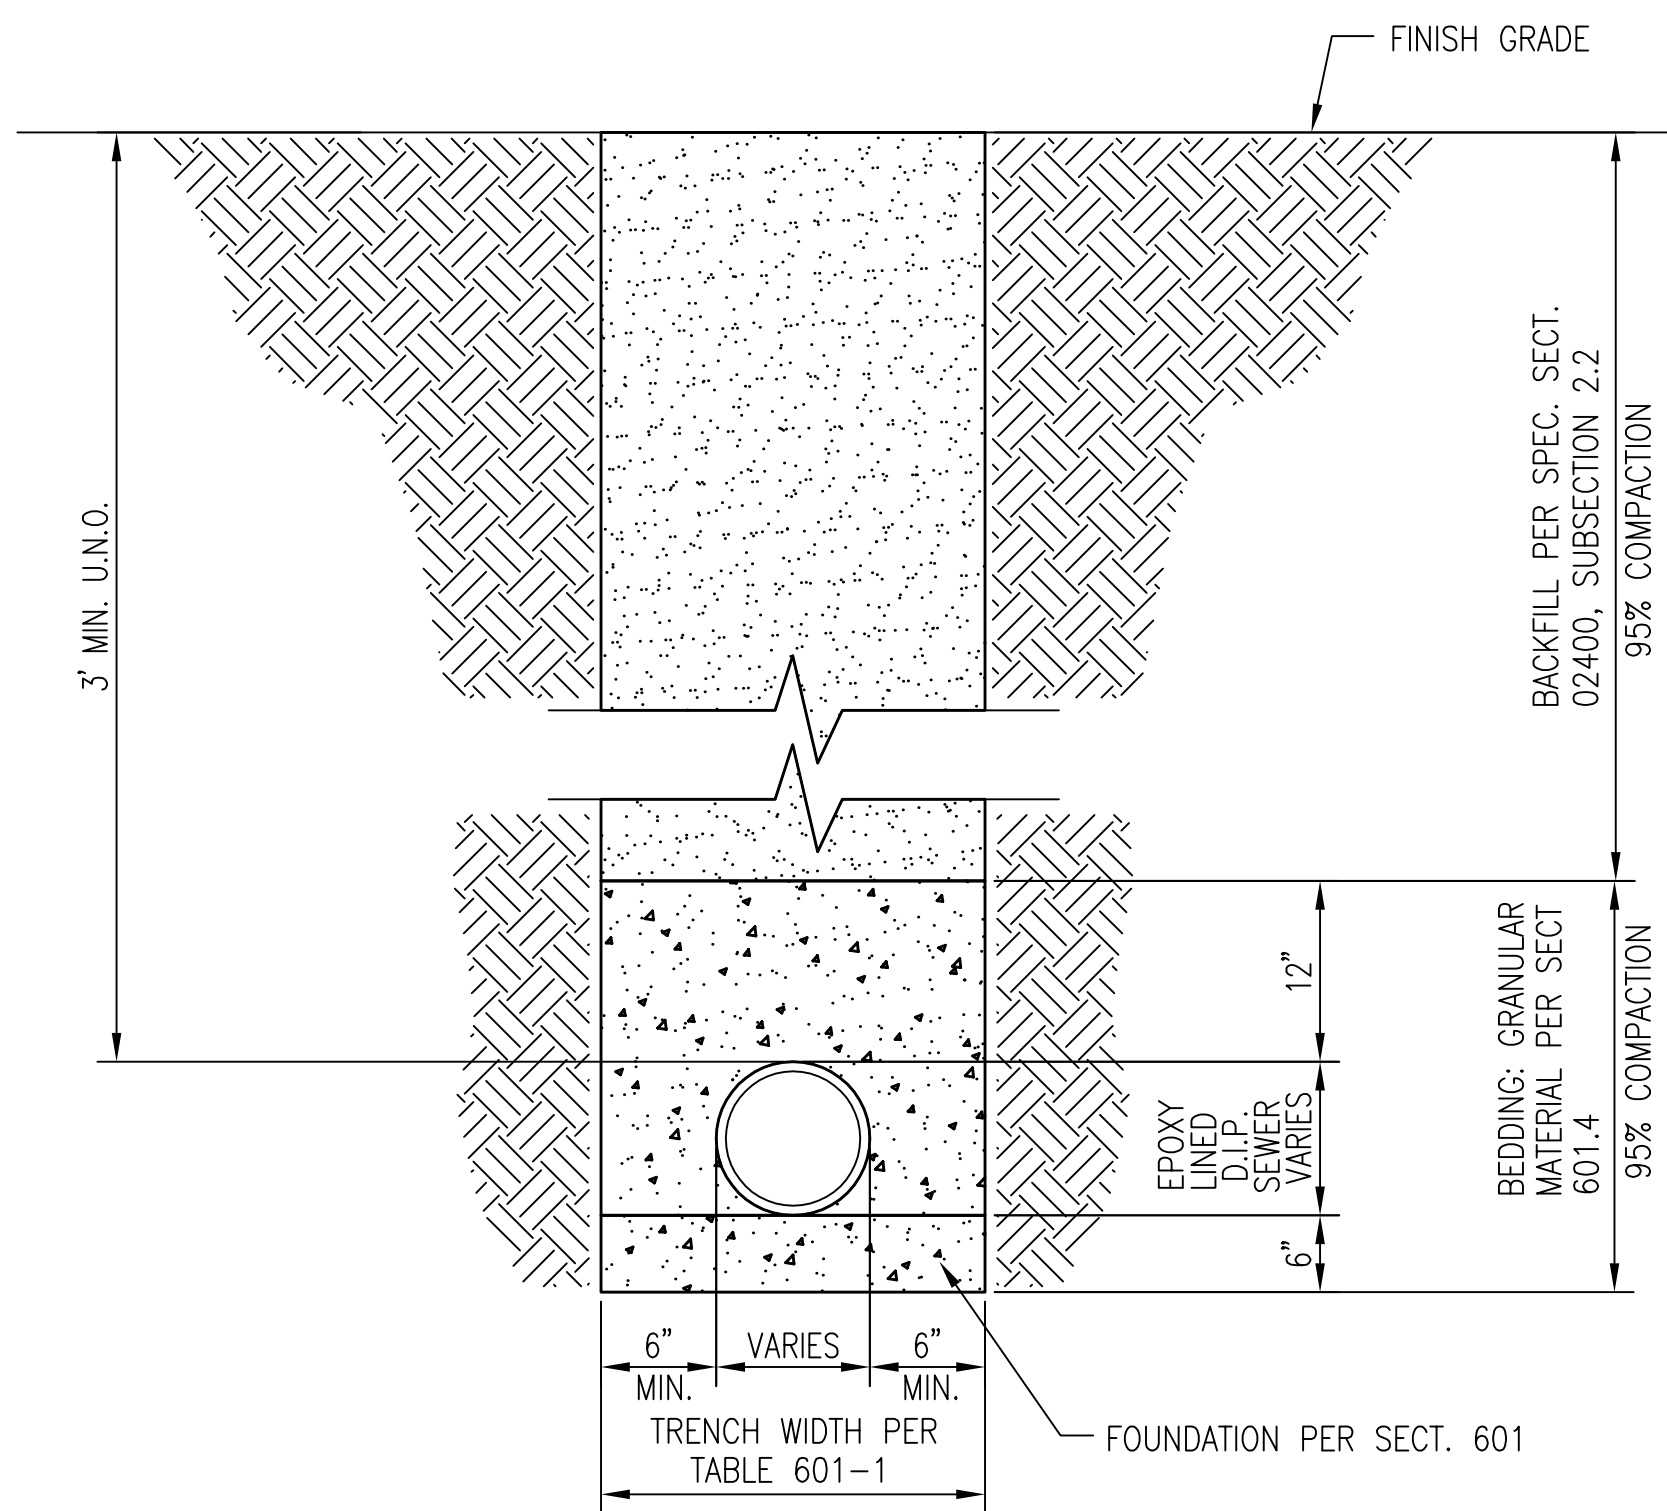 FINISH GRADE
3' MIN. U.N.O.
BACKFILL PER SPEC. SECT.
02400, SUBSECTION 2.2
95% COMPACTION
12"
EPOXY
LINED
D.I.P.
SEWER
VARIES
6"
BEDDING: GRANULAR
MATERIAL PER SECT
601.4
95% COMPACTION
6"
MIN.
VARIES
6"
MIN.
TRENCH WIDTH PER
TABLE 601-1
FOUNDATION PER SECT. 601